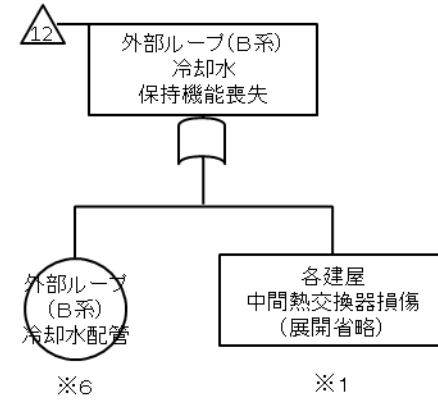 12
外部ループ(B系)
冷却水
保持機能喪失
外部ループ
(B系)
冷却水配管
※6
各建屋
中間熱交換器損傷
(展開省略)
※1